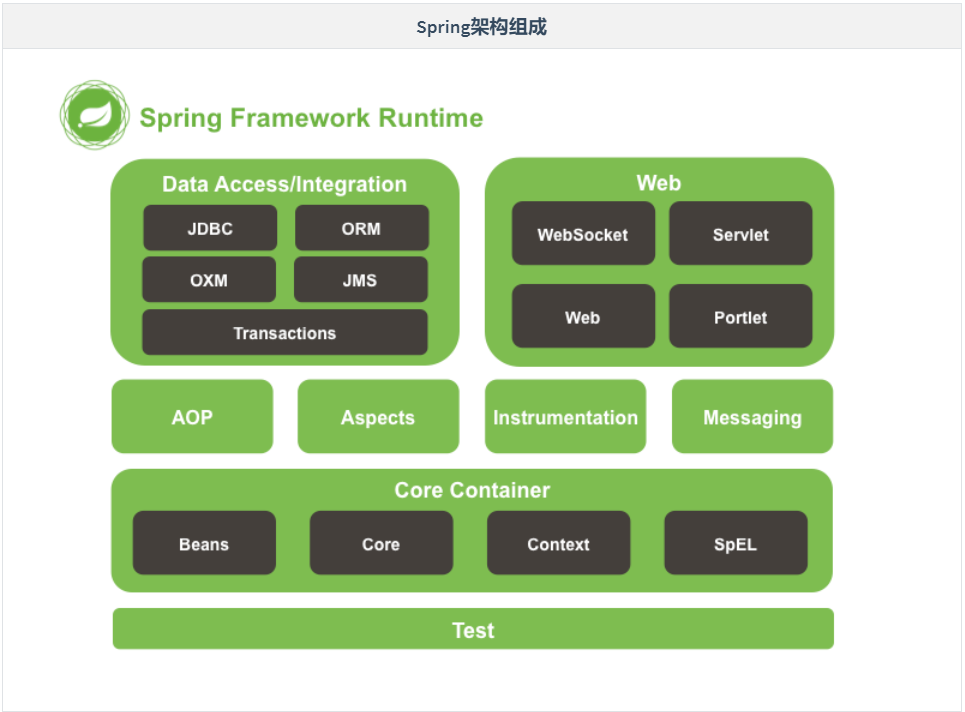 Spring架构组成
Spring Framework Runtime
Data Access/Integration
JDBC
ORM
OXM
JMS
Transactions
Web
WebSocket
Servlet
Web
Portlet
AOP
Aspects
Instrumentation
Messaging
Core Container
Beans
Core
Context
SpEL
Test